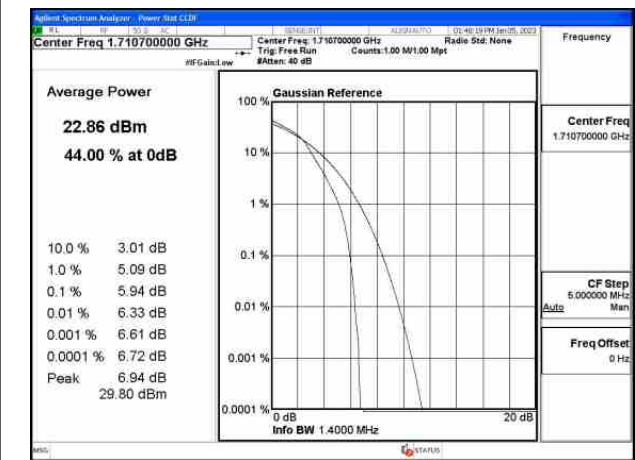 Agilent Spectrum Analyzer - Power Stat CCDF
RL RF 50 Ω AC SENSE:INT ALIGNAUTO 01:40:19 PM Jan 05, 2023
Center Freq 1.710700000 GHz
Center Freq: 1.710700000 GHz
Radio Std: None
Trig: Free Run
Counts:1.00 M/1.00 Mpt
#IFGain:Low
#Atten: 40 dB
Frequency
Average Power
22.86 dBm
44.00 % at 0dB
10.0 % 3.01 dB
1.0 % 5.09 dB
0.1 % 5.94 dB
0.01 % 6.33 dB
0.001 % 6.61 dB
0.0001 % 6.72 dB
Peak 6.94 dB
29.80 dBm
Gaussian Reference
100 %
10 %
1 %
0.1 %
0.01 %
0.001 %
0.0001 %
0 dB
20 dB
Info BW 1.4000 MHz
Center Freq
1.710700000 GHz
CF Step
5.000000 MHz
Auto Man
Freq Offset
0 Hz
MSG
STATUS